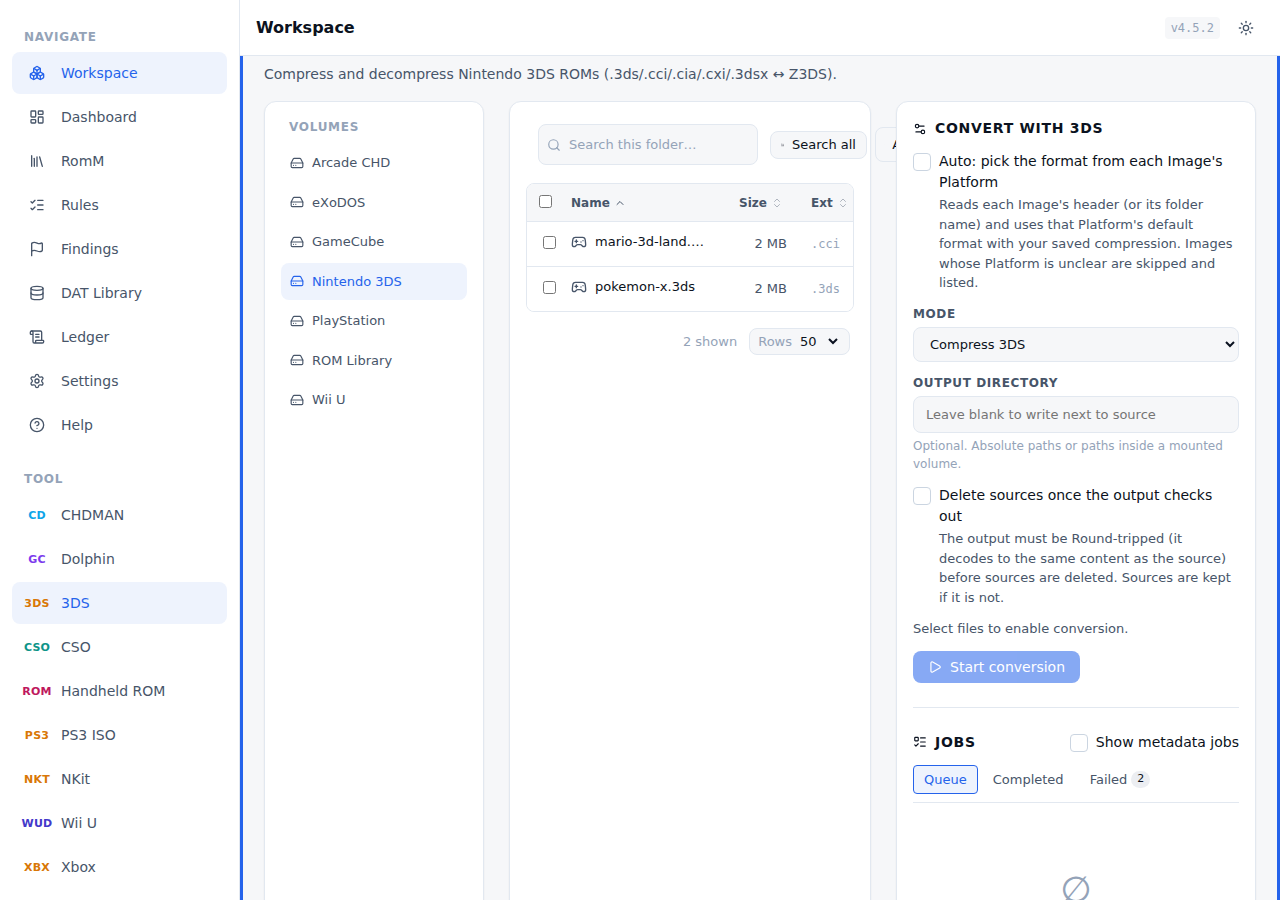 NAVIGATE
Workspace
Dashboard
RomM
Rules
Findings
DAT Library
Ledger
Settings
Help
TOOL
CD CHDMAN
GC Dolphin
3DS 3DS
CSO CSO
ROM Handheld ROM
PS3 PS3 ISO
NKT NKit
WUD Wii U
XBX Xbox
Workspace
v4.5.2
Compress and decompress Nintendo 3DS ROMs (.3ds/.cci/.cia/.cxi/.3dsx ↔ Z3DS).
VOLUMES
Arcade CHD
eXoDOS
GameCube
Nintendo 3DS
PlayStation
ROM Library
Wii U
Search this folder…
Search all
Name Size Ext
mario-3d-land.… 2 MB .cci
pokemon-x.3ds 2 MB .3ds
2 shown Rows 50
CONVERT WITH 3DS
Auto: pick the format from each Image's
Platform
Reads each Image's header (or its folder
name) and uses that Platform's default
format with your saved compression. Images
whose Platform is unclear are skipped and
listed.
MODE
Compress 3DS
OUTPUT DIRECTORY
Leave blank to write next to source
Optional. Absolute paths or paths inside a mounted
volume.
Delete sources once the output checks
out
The output must be Round-tripped (it
decodes to the same content as the source)
before sources are deleted. Sources are kept
if it is not.
Select files to enable conversion.
Start conversion
JOBS
Show metadata jobs
Queue Completed Failed 2